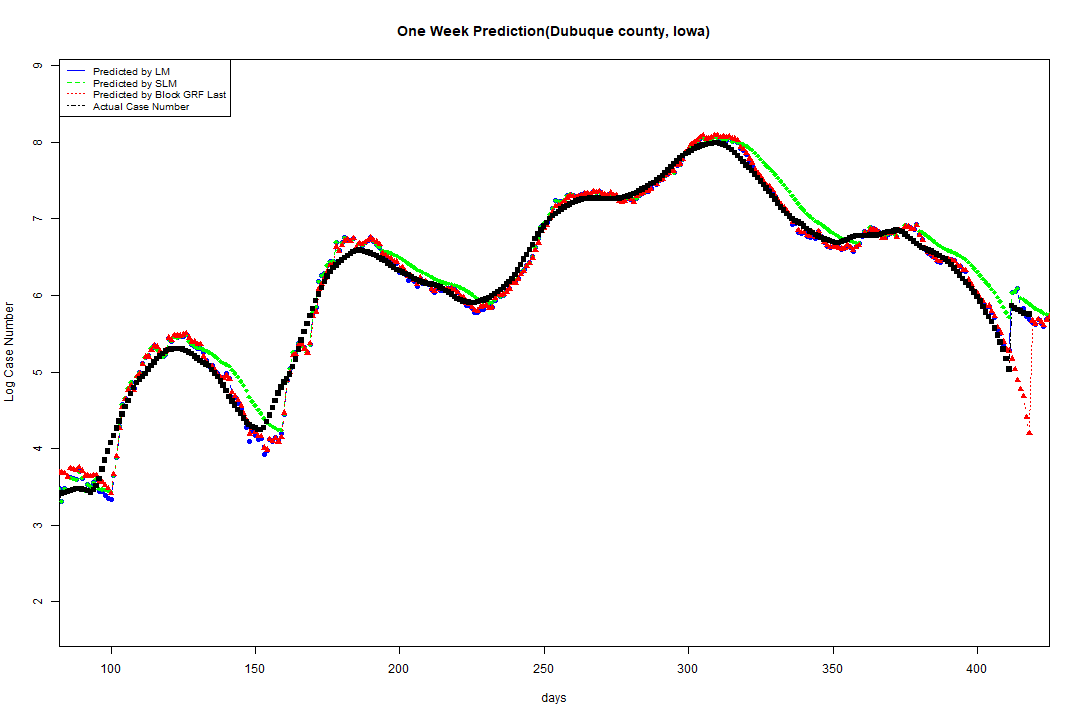 One Week Prediction(Dubuque county, Iowa)
Predicted by LM
Predicted by SLM
Predicted by Block GRF Last
Actual Case Number
Log Case Number
9
8
7
6
5
4
3
2
100 150 200 250 300 350 400
days